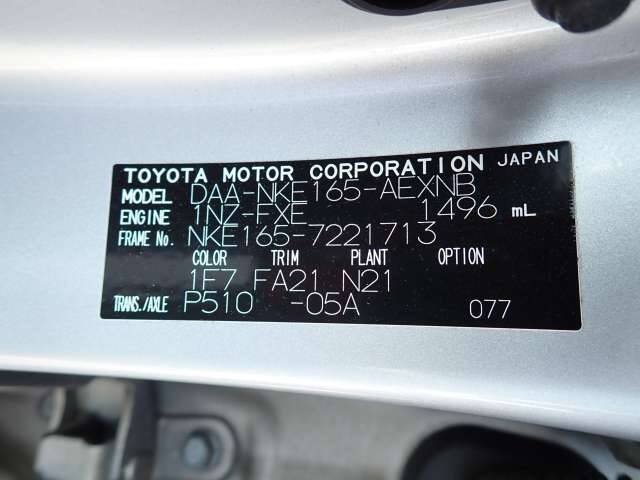 TOYOTA MOTOR CORPORATION JAPAN
MODEL DAA-NKE165-AEXNB
ENGINE 1NZ-FXE 1496 mL
FRAME No. NKE165-7221713
COLOR TRIM PLANT OPTION
1F7 FA21 N21
TRANS./AXLE P510 -05A 077